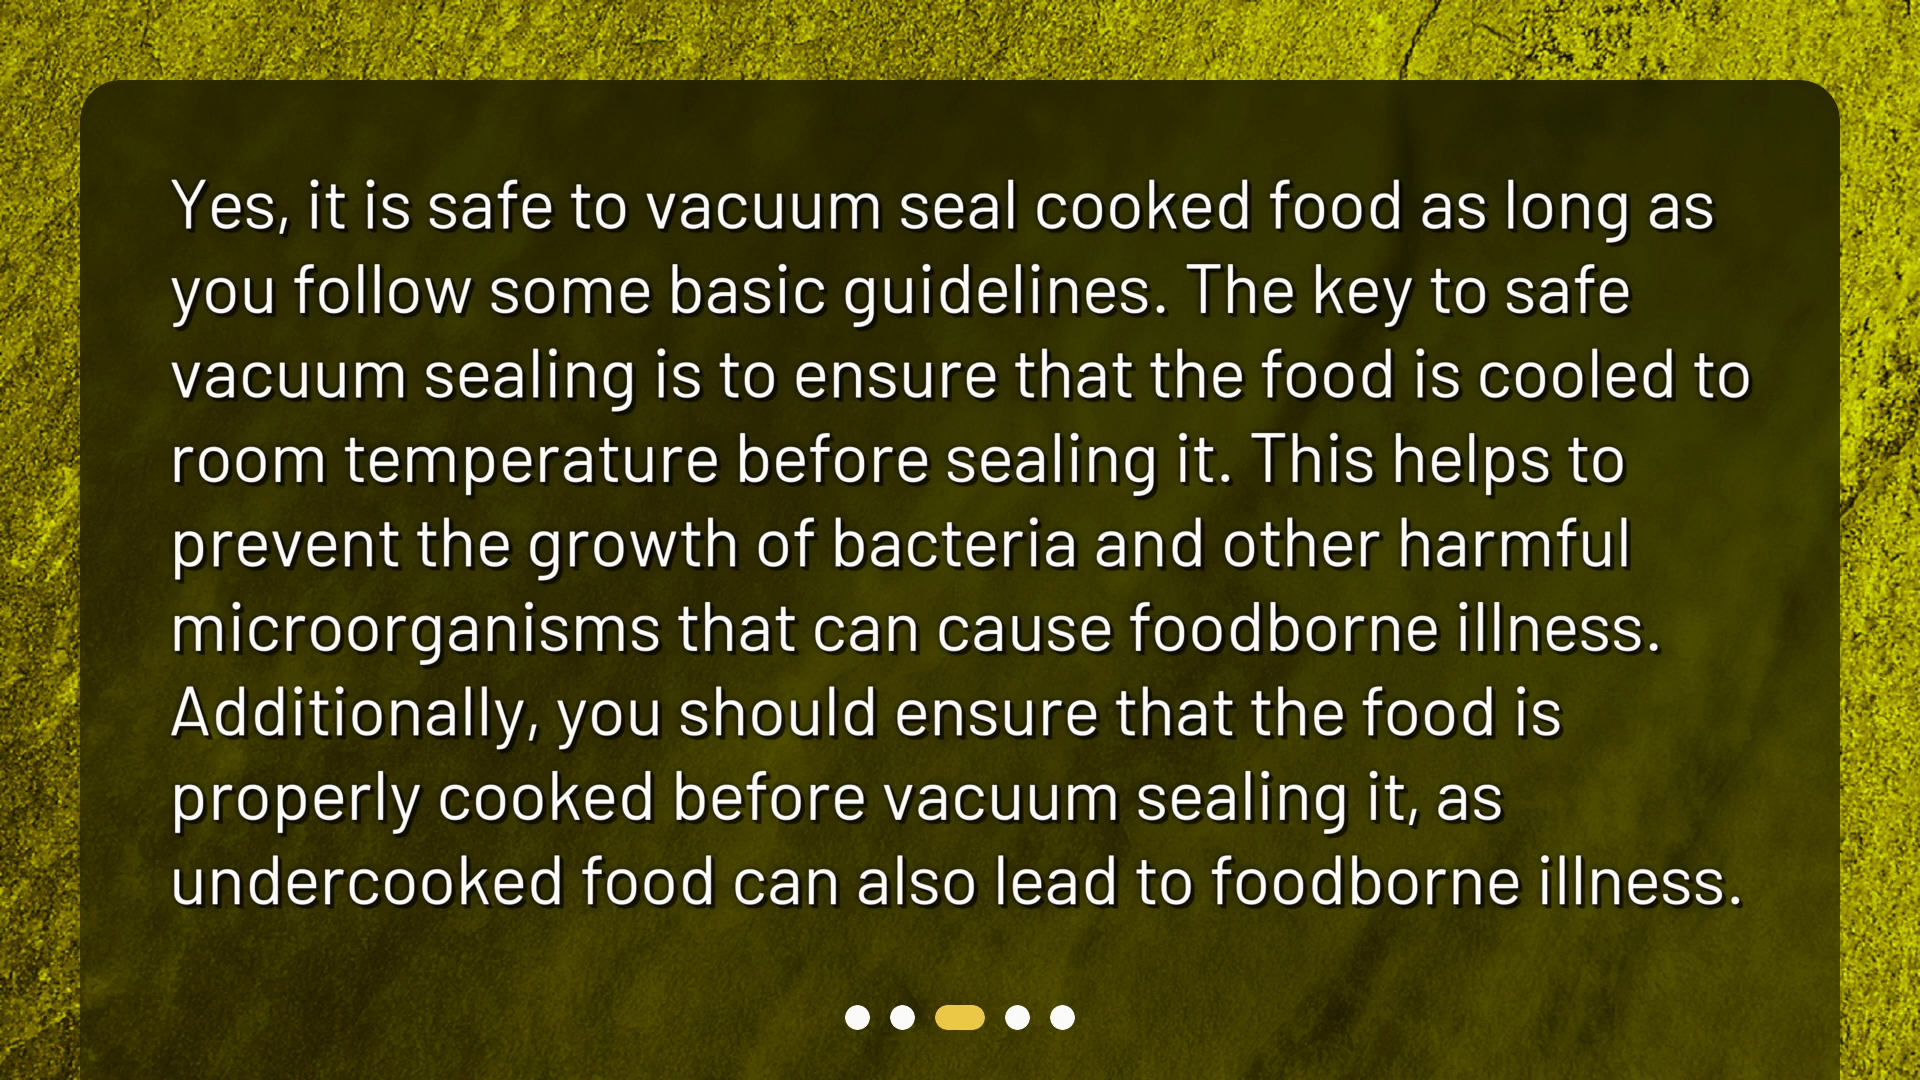 Yes, it is safe to vacuum seal cooked food as long as
you follow some basic guidelines. The key to safe
vacuum sealing is to ensure that the food is cooled to
room temperature before sealing it. This helps to
prevent the growth of bacteria and other harmful
microorganisms that can cause foodborne illness.
Additionally, you should ensure that the food is
properly cooked before vacuum sealing it, as
undercooked food can also lead to foodborne illness.